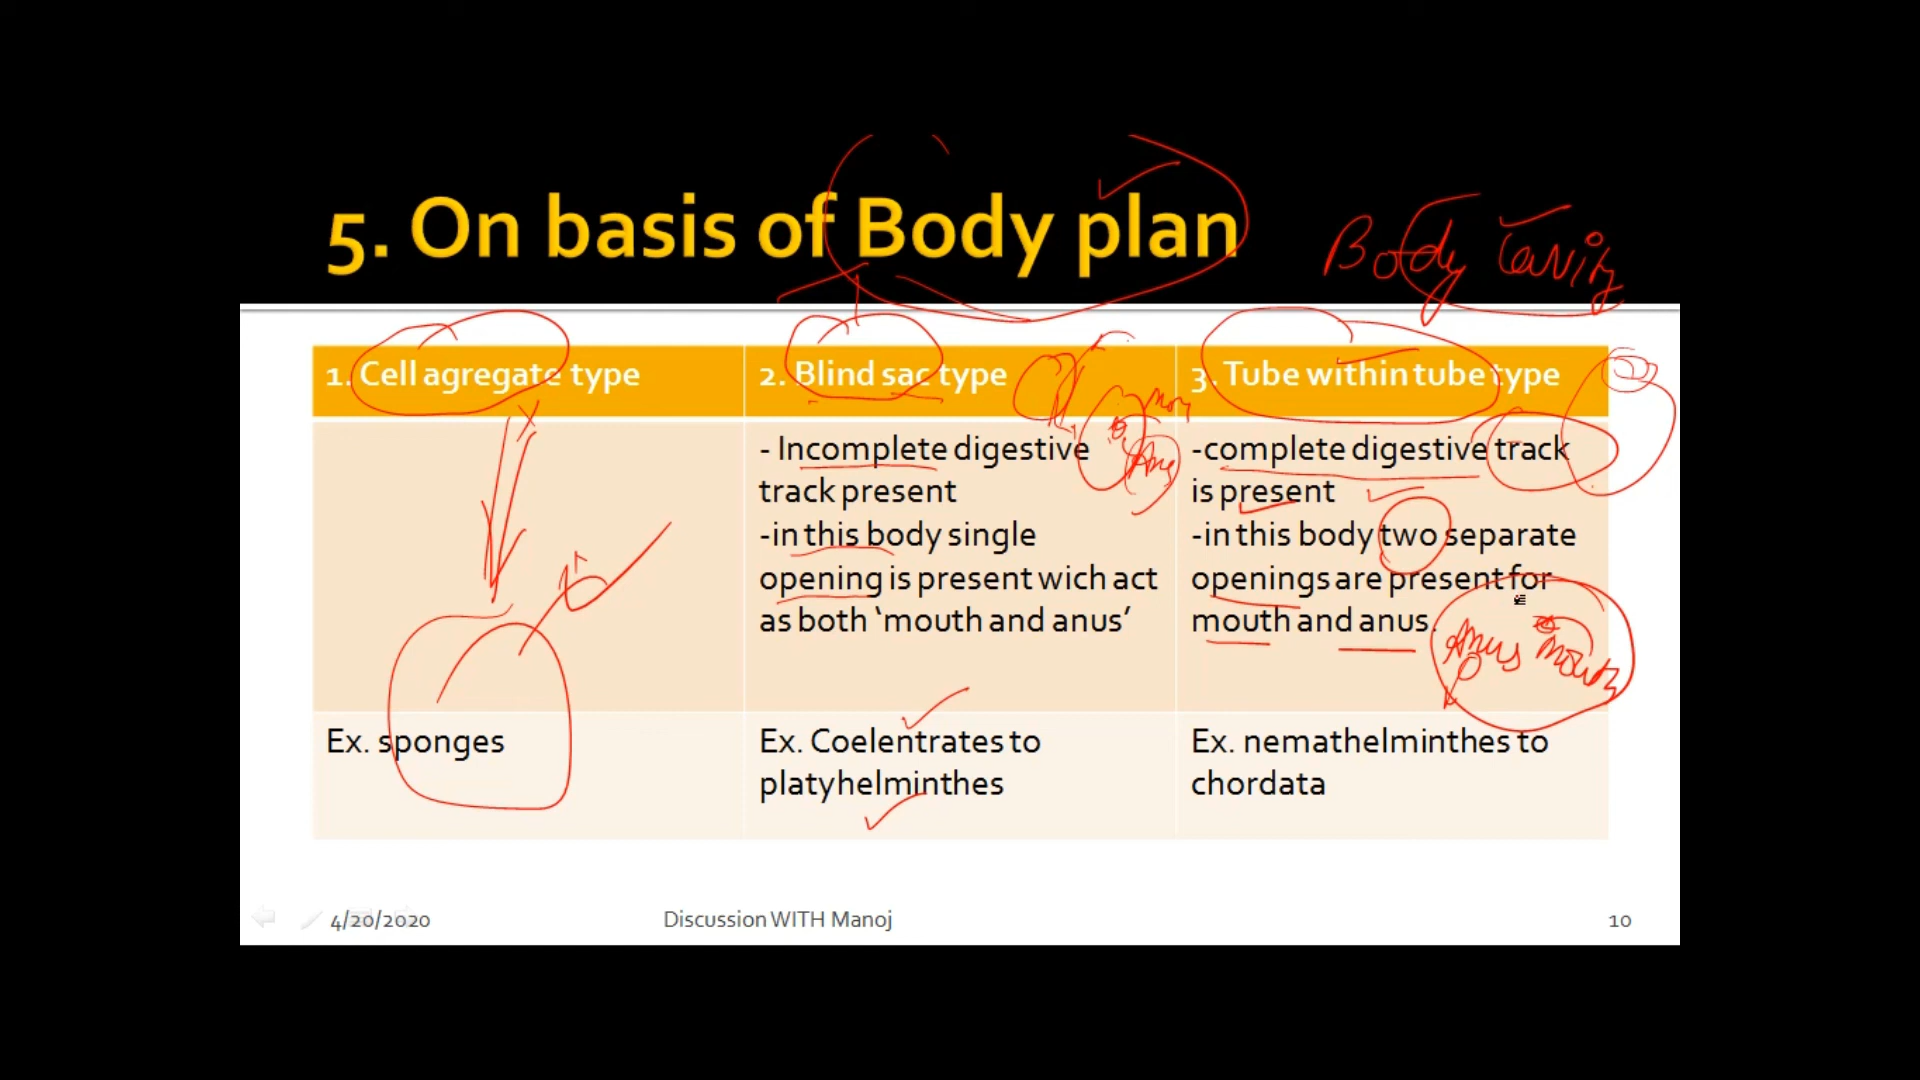 5. On basis of Body plan
Body Cavity
1. Cell agregate type
2. Blind sac type
3. Tube within tube type
- Incomplete digestive
track present
-in this body single
opening is present wich act
as both ‘mouth and anus’
-complete digestive track
is present
-in this body two separate
openings are present for
mouth and anus.
Anus mouth
Ex. sponges
Ex. Coelentrates to
platyhelminthes
Ex. nemathelminthes to
chordata
4/20/2020
Discussion WITH Manoj
10